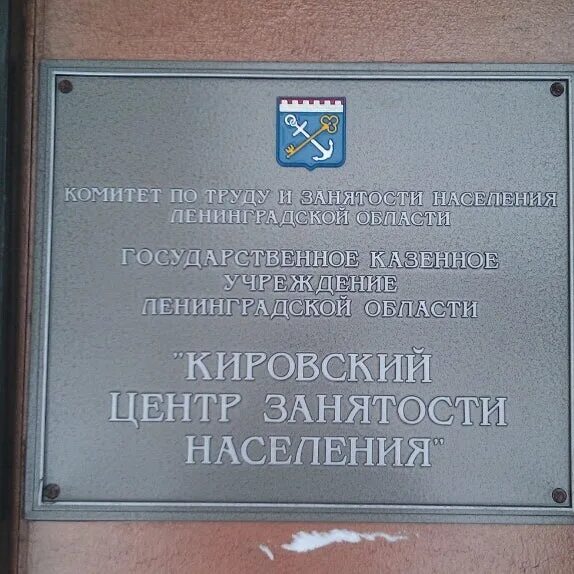 КОМИТЕТ ПО ТРУДУ И ЗАНЯТОСТИ НАСЕЛЕНИЯ
ЛЕНИНГРАДСКОЙ ОБЛАСТИ
ГОСУДАРСТВЕННОЕ КАЗЕННОЕ
УЧРЕЖДЕНИЕ
ЛЕНИНГРАДСКОЙ ОБЛАСТИ
"КИРОВСКИЙ
ЦЕНТР ЗАНЯТОСТИ
НАСЕЛЕНИЯ"